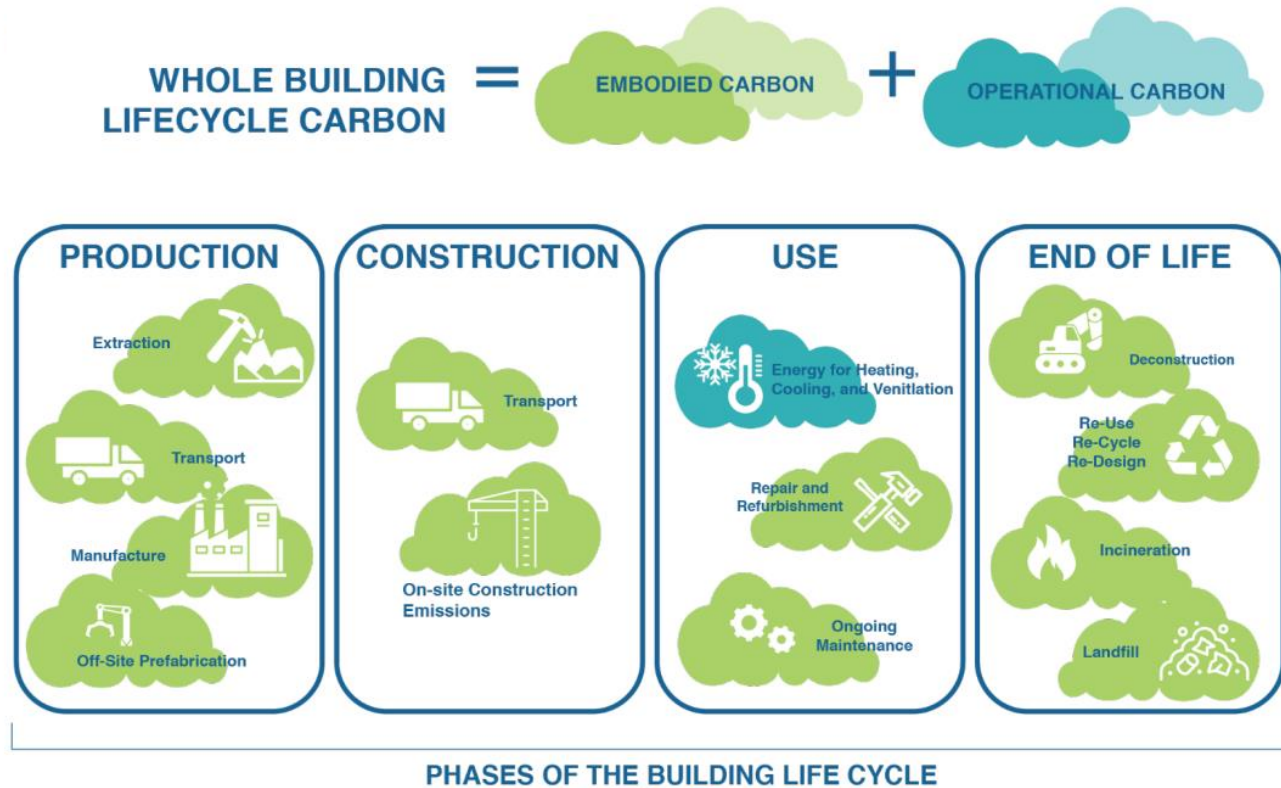 WHOLE BUILDING
LIFECYCLE CARBON
=
EMBODIED CARBON
+
OPERATIONAL CARBON
PRODUCTION
Extraction
Transport
Manufacture
Off-Site Prefabrication
CONSTRUCTION
Transport
On-site Construction
Emissions
USE
Energy for Heating,
Cooling, and Venitlation
Repair and
Refurbishment
Ongoing
Maintenance
END OF LIFE
Deconstruction
Re-Use
Re-Cycle
Re-Design
Incineration
Landfill
PHASES OF THE BUILDING LIFE CYCLE